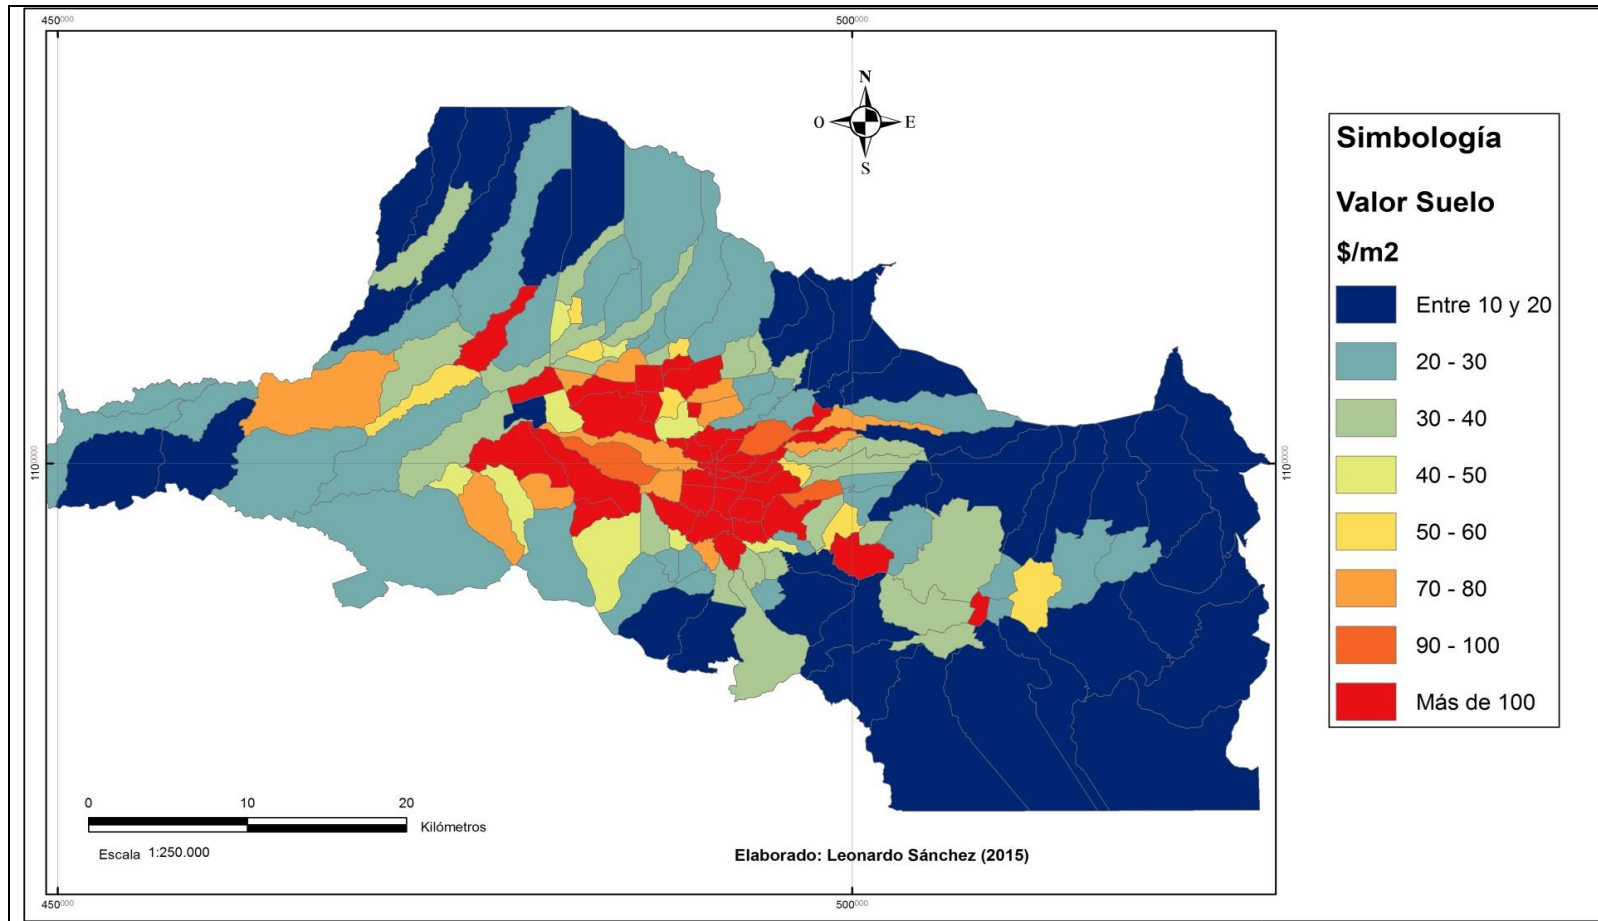 450000
500000
N
O
E
S
Simbología
Valor Suelo
$/m2
Entre 10 y 20
20 - 30
30 - 40
40 - 50
50 - 60
70 - 80
90 - 100
Más de 100
1100000
1100000
0
10
20
Kilómetros
Escala 1:250.000
Elaborado: Leonardo Sánchez (2015)
450000
500000